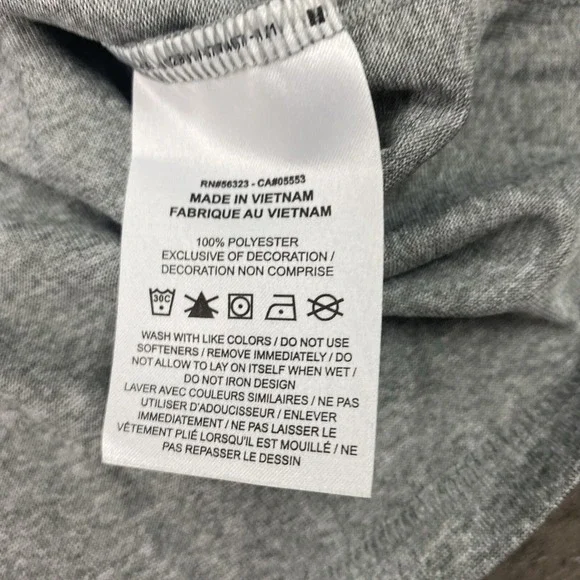 RN#56323 - CA#05553
MADE IN VIETNAM
FABRIQUE AU VIETNAM
100% POLYESTER
EXCLUSIVE OF DECORATION /
DECORATION NON COMPRISE
30C
WASH WITH LIKE COLORS / DO NOT USE
SOFTENERS / REMOVE IMMEDIATELY / DO
NOT ALLOW TO LAY ON ITSELF WHEN WET /
DO NOT IRON DESIGN
LAVER AVEC COULEURS SIMILAIRES / NE PAS
UTILISER D'ADOUCISSEUR / ENLEVER
IMMEDIATEMENT / NE PAS LAISSER LE
VÊTEMENT PLIÉ LORSQU'IL EST MOUILLÉ / NE
PAS REPASSER LE DESSIN